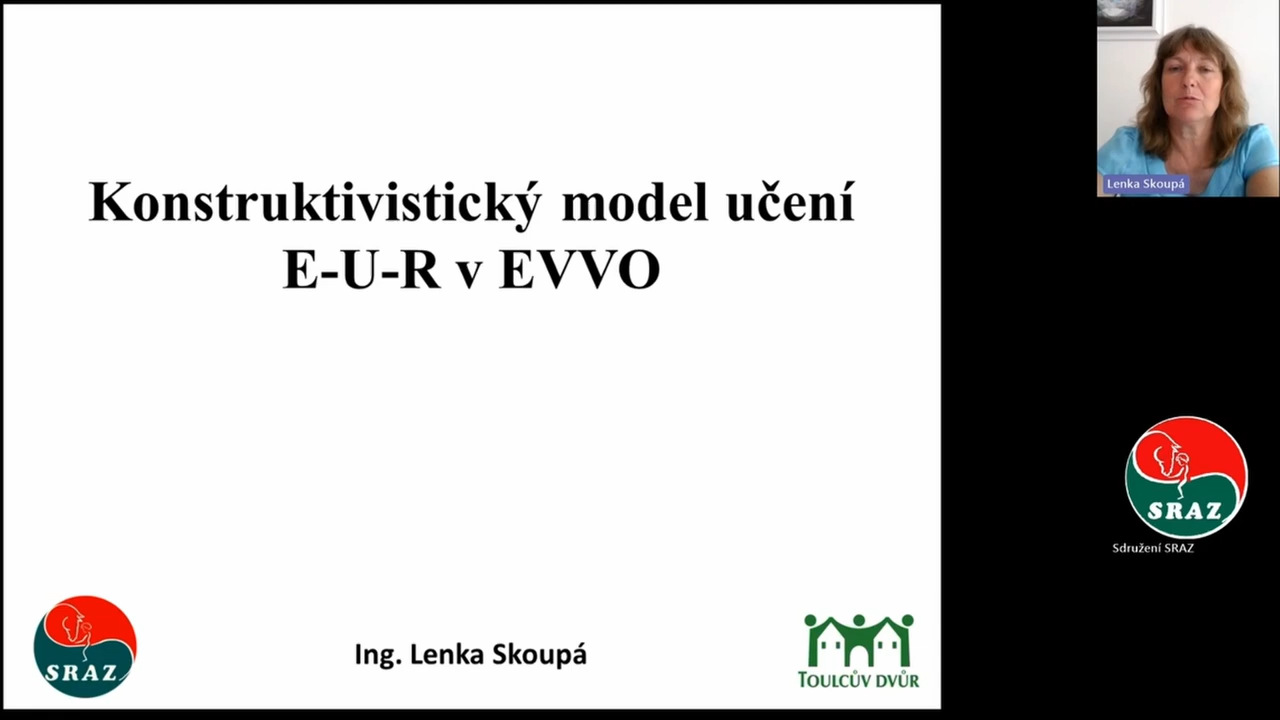 Konstruktivistický model učení
E-U-R v EVVO
Ing. Lenka Skoupá
SRAZ
TOULCŮV DVŮR
Lenka Skoupá
SRAZ
Sdružení SRAZ